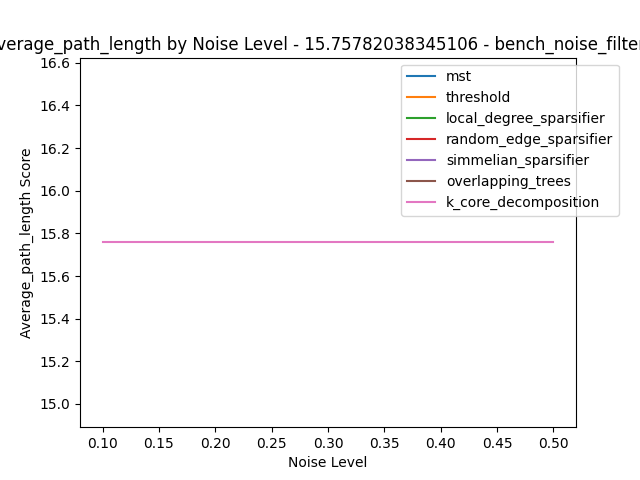 verage_path_length by Noise Level - 15.75782038345106 - bench_noise_filter
16.6
16.4
16.2
16.0
15.8
15.6
15.4
15.2
15.0
Average_path_length Score
mst
threshold
local_degree_sparsifier
random_edge_sparsifier
simmelian_sparsifier
overlapping_trees
k_core_decomposition
0.10 0.15 0.20 0.25 0.30 0.35 0.40 0.45 0.50
Noise Level